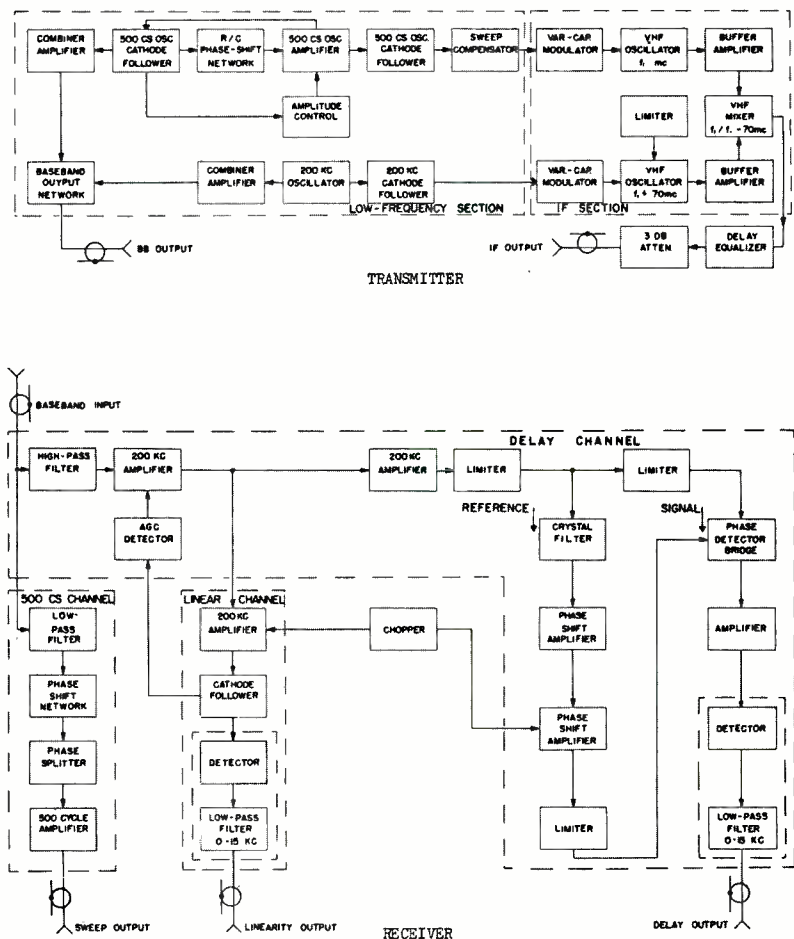 COMBINER
AMPLIFIER
500 CS OSC
CATHODE
FOLLOWER
R/C
PHASE-SHIFT
NETWORK
500 CS OSC
AMPLIFIER
500 CS OSC.
CATHODE
FOLLOWER
SWEEP
COMPENSATOR
VAR-CAP.
MODULATOR
VHF
OSCILLATOR
f₁ mc
BUFFER
AMPLIFIER
AMPLITUDE
CONTROL
LIMITER
VHF
MIXER
f₁ / f₁ - 70mc
BASEBAND
OUTPUT
NETWORK
COMBINER
AMPLIFIER
200 KC
OSCILLATOR
200 KC
CATHODE
FOLLOWER
VAR.-CAP.
MODULATOR
VHF
OSCILLATOR
f₁ + 70mc
BUFFER
AMPLIFIER
LOW-FREQUENCY SECTION
IF SECTION
BB OUTPUT
IF OUTPUT
3 DB
ATTEN.
DELAY
EQUALIZER
TRANSMITTER
BASEBAND INPUT
DELAY CHANNEL
HIGH-PASS
FILTER
200 KC
AMPLIFIER
200 KC
AMPLIFIER
LIMITER
LIMITER
AGC
DETECTOR
REFERENCE
CRYSTAL
FILTER
SIGNAL
PHASE
DETECTOR
BRIDGE
500 CS CHANNEL
LINEAR CHANNEL
LOW-
PASS
FILTER
200 KC
AMPLIFIER
CHOPPER
PHASE
SHIFT
AMPLIFIER
AMPLIFIER
PHASE
SHIFT
NETWORK
CATHODE
FOLLOWER
PHASE
SHIFT
AMPLIFIER
DETECTOR
PHASE
SPLITTER
DETECTOR
500 CYCLE
AMPLIFIER
LOW-PASS
FILTER
0-15 KC
LIMITER
LOW-PASS
FILTER
0-15 KC
SWEEP OUTPUT
LINEARITY OUTPUT
DELAY OUTPUT
RECEIVER